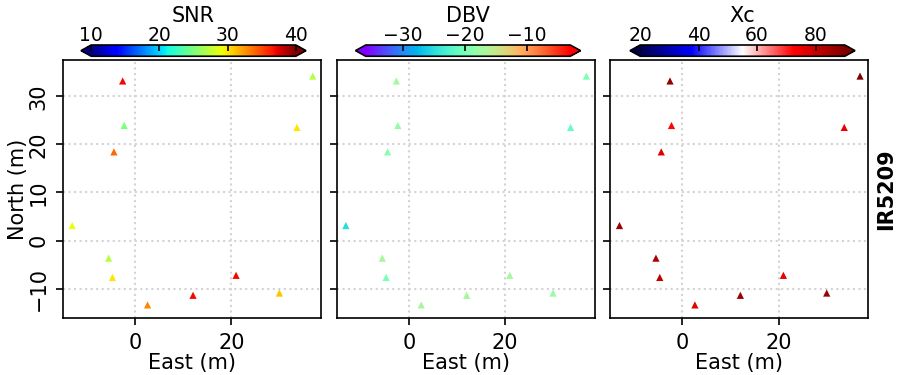 SNR DBV Xc
10 20 30 40 −30 −20 −10 20 40 60 80
30
20
10
0
−10
North (m)
IR5209
0 20 0 20 0 20
East (m) East (m) East (m)